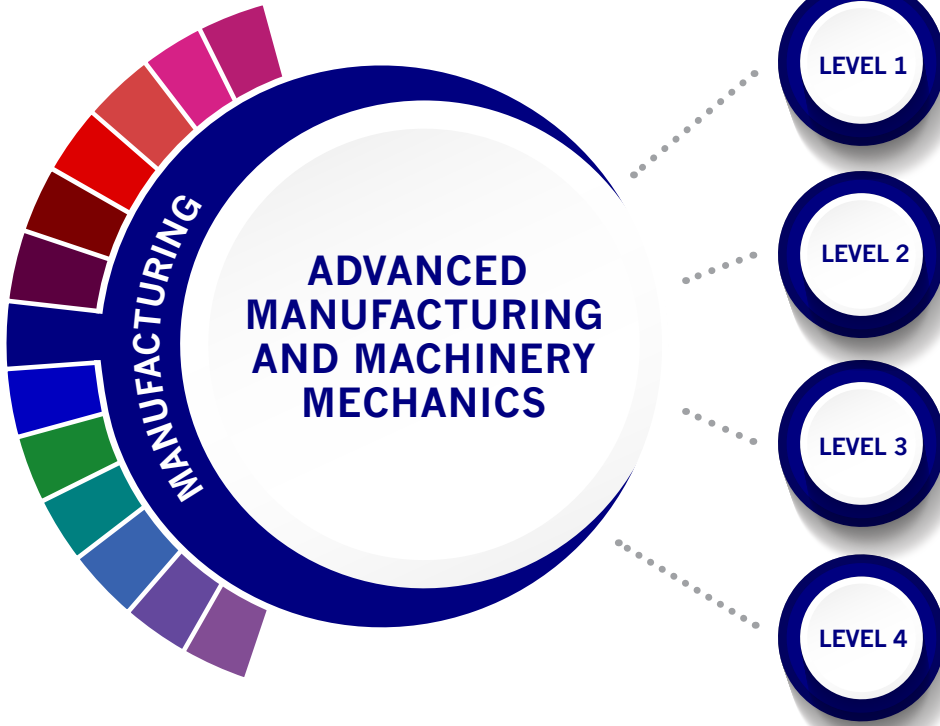 MANUFACTURING
ADVANCED
MANUFACTURING
AND MACHINERY
MECHANICS
LEVEL 1
LEVEL 2
LEVEL 3
LEVEL 4